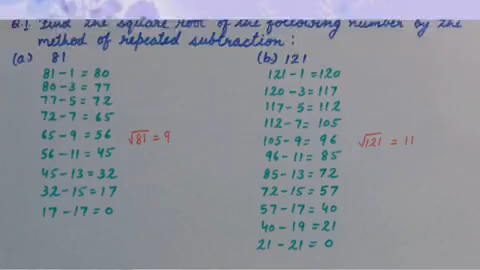 Q.1 Find the square root of the following number by the
method of repeated subtraction:
(a) 81
81 - 1 = 80
80 - 3 = 77
77 - 5 = 72
72 - 7 = 65
65 - 9 = 56
56 - 11 = 45
45 - 13 = 32
32 - 15 = 17
17 - 17 = 0
√81 = 9
(b) 121
121 - 1 = 120
120 - 3 = 117
117 - 5 = 112
112 - 7 = 105
105 - 9 = 96
96 - 11 = 85
85 - 13 = 72
72 - 15 = 57
57 - 17 = 40
40 - 19 = 21
21 - 21 = 0
√121 = 11